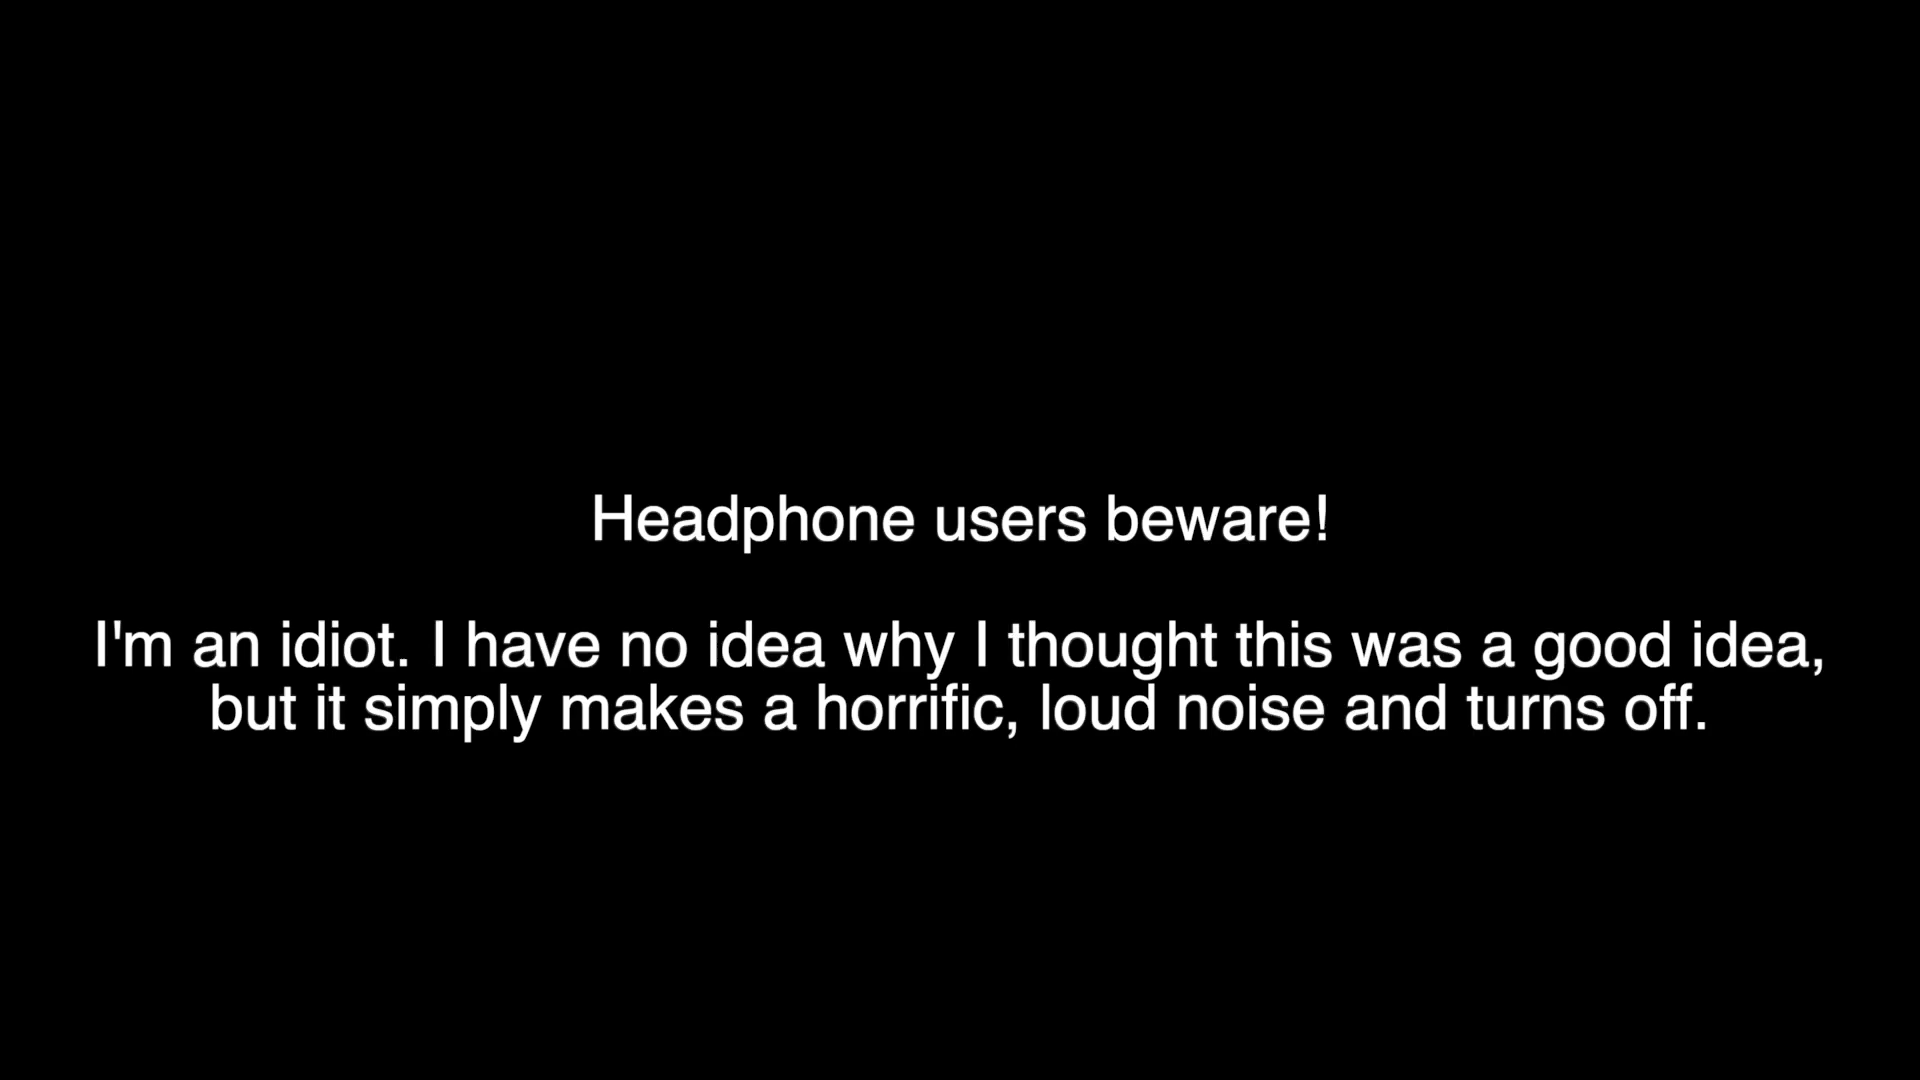 Headphone users beware!
I'm an idiot. I have no idea why I thought this was a good idea,
but it simply makes a horrific, loud noise and turns off.